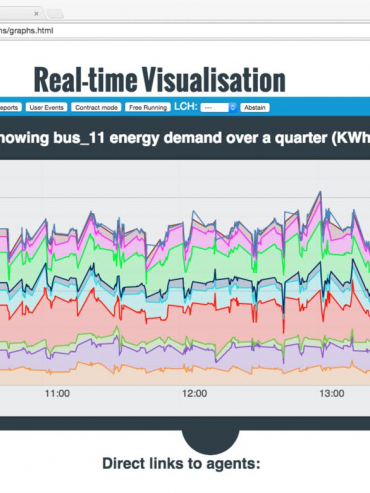 ns/graphs.html
Real-time Visualisation
eports User Events Contract mode Free Running LCH: --- Abstain
howing bus_11 energy demand over a quarter (KWh
11:00 12:00 13:00
Direct links to agents: